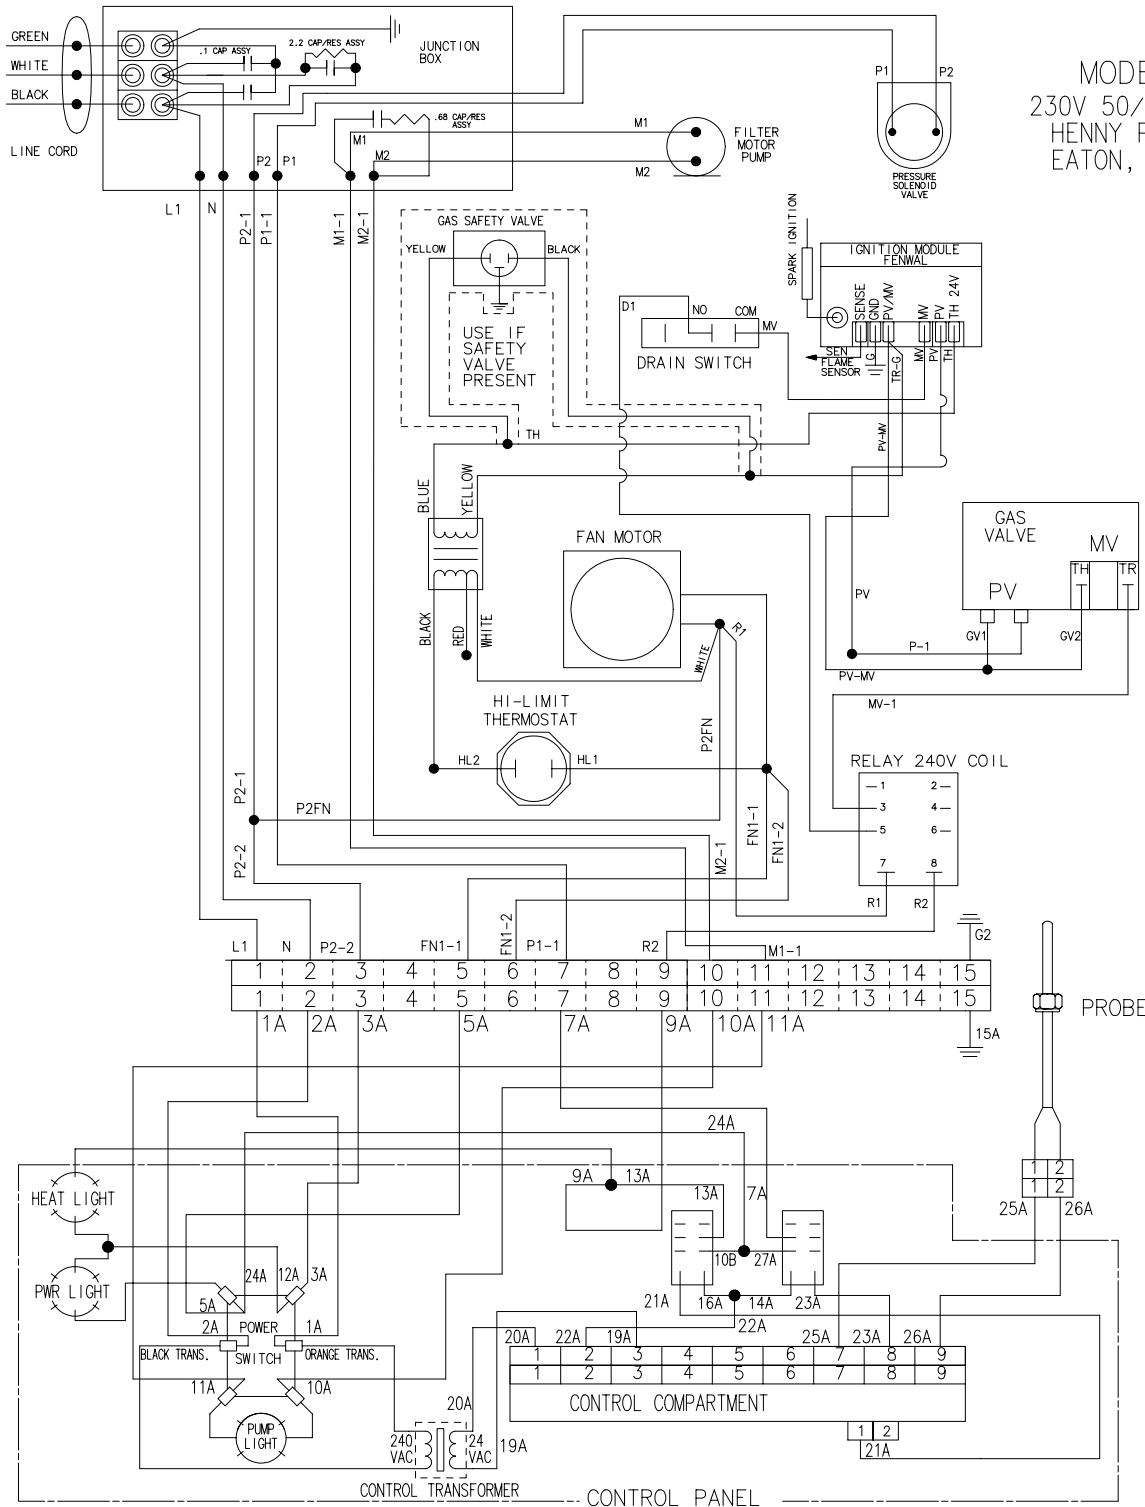 GREEN
WHITE
BLACK
LINE CORD
.1 CAP ASSY
2.2 CAP/RES ASSY
JUNCTION
BOX
.68 CAP/RES
ASSY
M1
M2
P2
P1
M1
M2
FILTER
MOTOR
PUMP
P1
P2
PRESSURE
SOLENOID
VALVE
MODE
230V 50/
HENNY P
EATON,
L1
N
P2-1
P1-1
M1-1
M2-1
GAS SAFETY VALVE
YELLOW
BLACK
USE IF
SAFETY
VALVE
PRESENT
D1
NO
COM
MV
DRAIN SWITCH
SPARK IGNITION
IGNITION MODULE
FENWAL
SENSE
GND
PV/MV
MV
PV
TH 24V
SEN
FLAME
SENSOR
G
TR-G
MV
PV
TH
TH
PV-MV
BLUE
YELLOW
BLACK
RED
WHITE
FAN MOTOR
R1
WHITE
GAS
VALVE
MV
TH
TR
PV
GV1
GV2
PV
P-1
PV-MV
MV-1
HI-LIMIT
THERMOSTAT
HL2
HL1
P2FN
P2-1
P2FN
P2-2
M2-1
FN1-1
FN1-2
RELAY 240V COIL
1 2
3 4
5 6
7 8
R1
R2
L1
N
P2-2
FN1-1
FN1-2
P1-1
R2
M1-1
G2
1 2 3 4 5 6 7 8 9 10 11 12 13 14 15
1 2 3 4 5 6 7 8 9 10 11 12 13 14 15
1A 2A 3A 5A 7A 9A 10A 11A
15A
PROBE
1 2
1 2
25A
26A
24A
HEAT LIGHT
PWR LIGHT
9A
13A
13A
7A
10B
27A
24A
12A
3A
5A
2A
POWER
SWITCH
1A
BLACK TRANS.
ORANGE TRANS.
11A
10A
PUMP
LIGHT
21A
16A
14A
23A
22A
20A
22A
19A
25A
23A
26A
1 2 3 4 5 6 7 8 9
1 2 3 4 5 6 7 8 9
CONTROL COMPARTMENT
1 2
21A
20A
240
VAC
24
VAC
19A
CONTROL TRANSFORMER
CONTROL PANEL